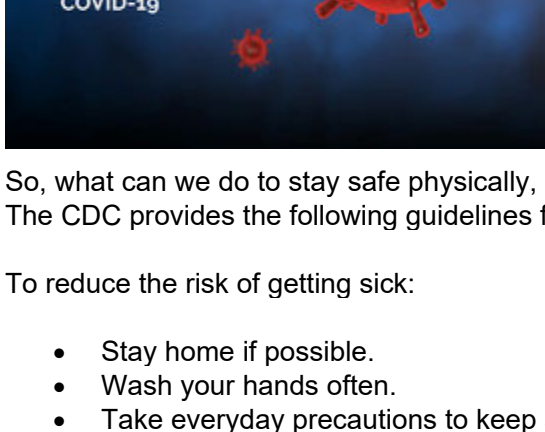 COVID-19
So, what can we do to stay safe physically,
The CDC provides the following guidelines f
To reduce the risk of getting sick:
• Stay home if possible.
• Wash your hands often.
• Take everyday precautions to keep